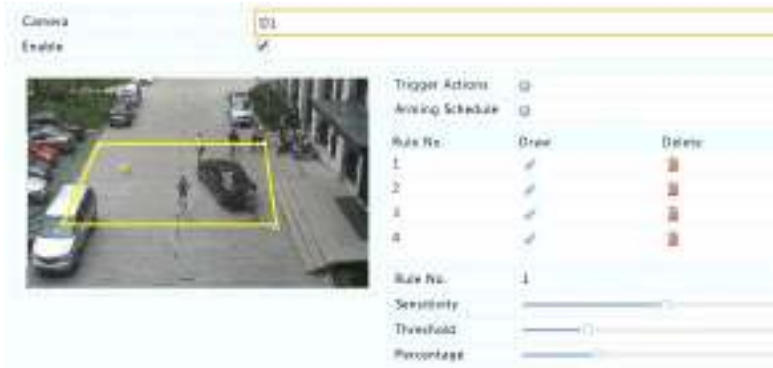 Camera D1
Enable
Trigger Actions
Arming Schedule
Rule No. Draw Delete
1
2
3
4
Rule No. 1
Sensitivity
Threshold
Percentage